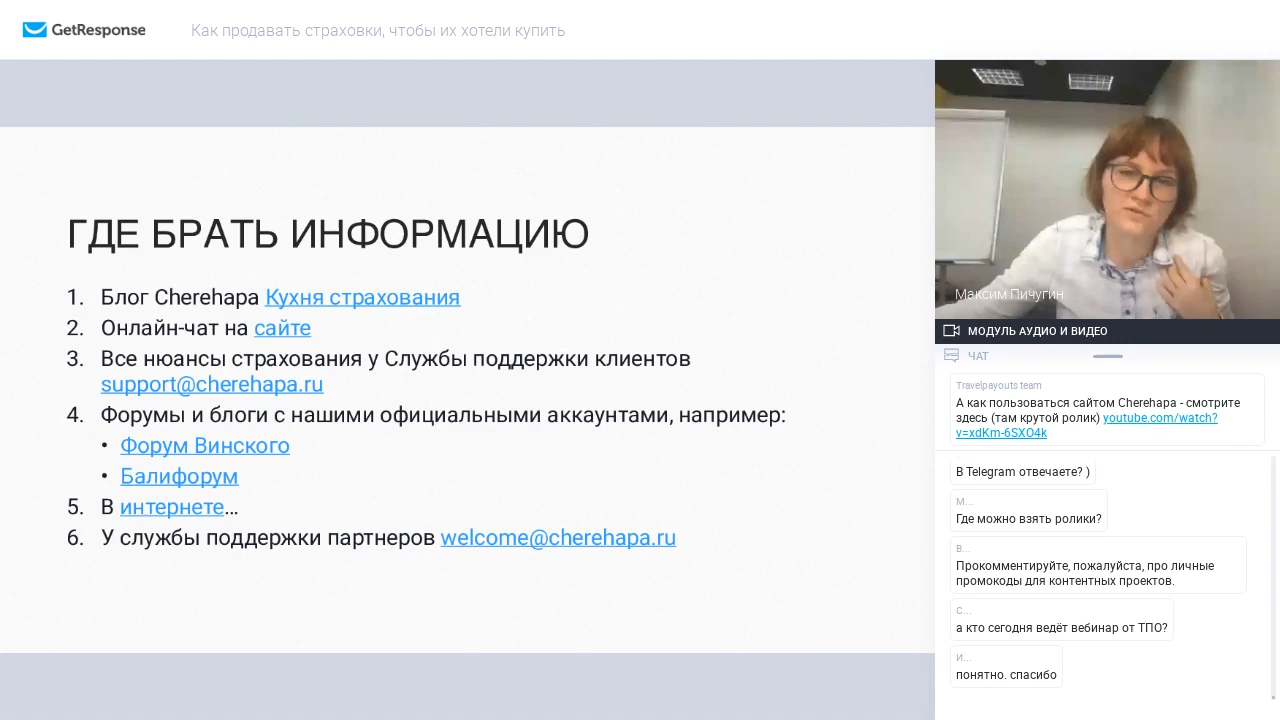 GetResponse
Как продавать страховки, чтобы их хотели купить
ГДЕ БРАТЬ ИНФОРМАЦИЮ
1. Блог Cherehapa Кухня страхования
2. Онлайн-чат на сайте
3. Все нюансы страхования у Службы поддержки клиентов
support@cherehapa.ru
4. Форумы и блоги с нашими официальными аккаунтами, например:
• Форум Винского
• Балифорум
5. В интернете...
6. У службы поддержки партнеров welcome@cherehapa.ru
Максим Пичугин
МОДУЛЬ АУДИО И ВИДЕО
ЧАТ
Travelpayouts team
А как пользоваться сайтом Cherehapa - смотрите
здесь (там крутой ролик) youtube.com/watch?
v=xdKm-6SXO4k
В Telegram отвечаете? )
М...
Где можно взять ролики?
В...
Прокомментируйте, пожалуйста, про личные
промокоды для контентных проектов.
С...
а кто сегодня ведёт вебинар от ТПО?
И...
понятно. спасибо